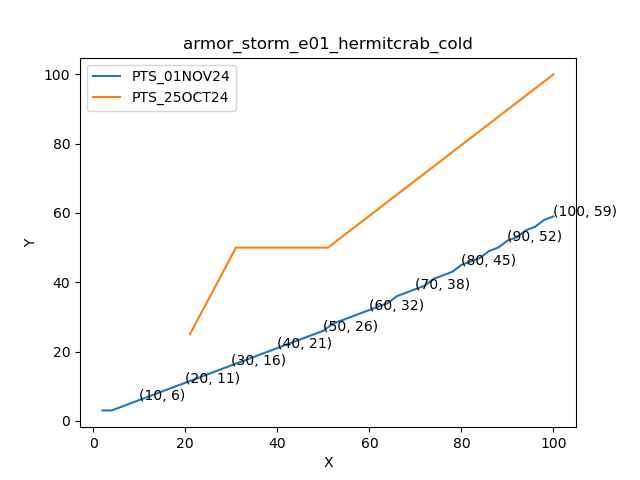 armor_storm_e01_hermitcrab_cold
PTS_01NOV24
PTS_25OCT24
100
80
60
40
20
0
Y
(100, 59)
(90, 52)
(80, 45)
(70, 38)
(60, 32)
(50, 26)
(40, 21)
(30, 16)
(20, 11)
(10, 6)
0 20 40 60 80 100
X